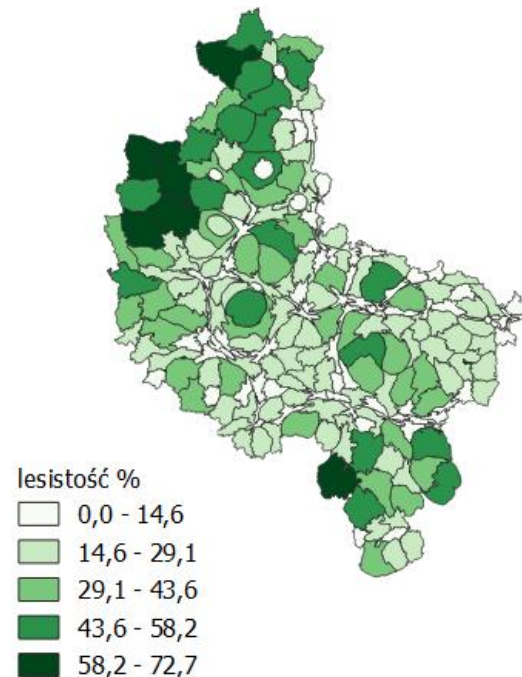 lesistość %
0,0 - 14,6
14,6 - 29,1
29,1 - 43,6
43,6 - 58,2
58,2 - 72,7